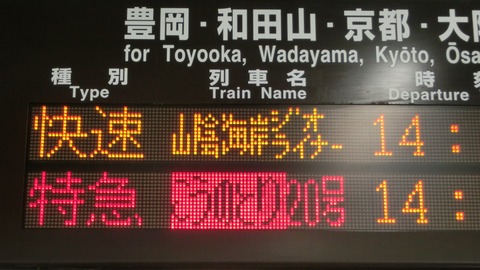 豊岡・和田山・京都・大阪
for Toyooka, Wadayama, Kyōto, Ōsa
種別 列車名 時刻
Type Train Name Departure
快速 山陰海岸ジオライナー 14:
特急 こうのとり20号 14: